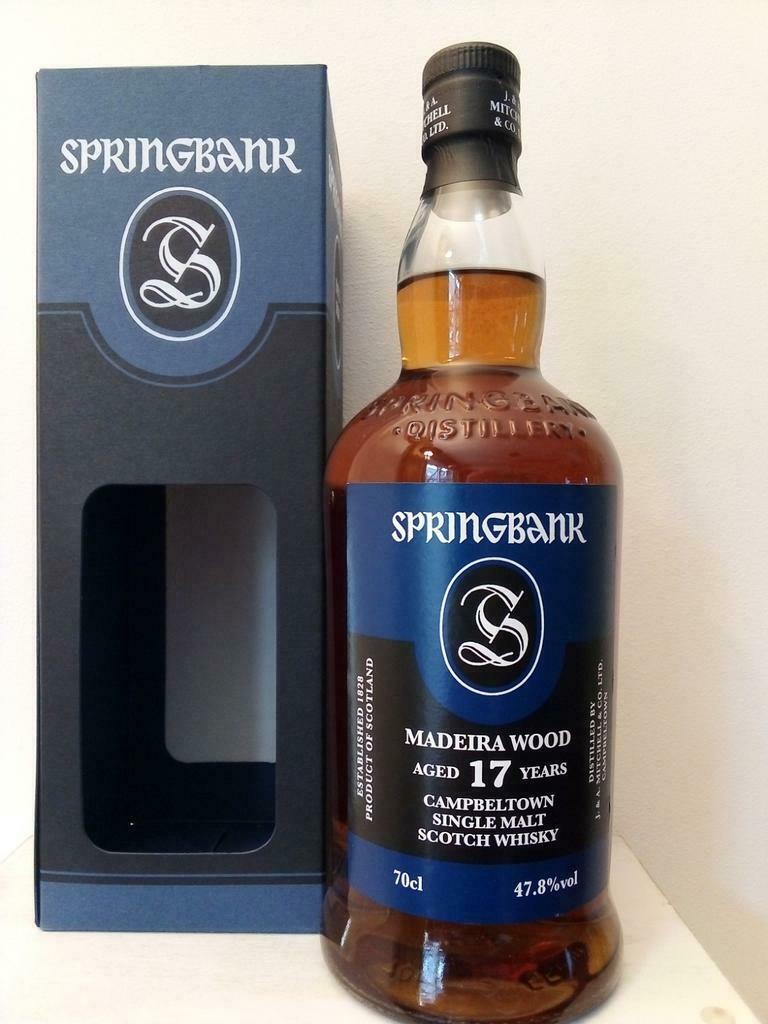 SPRINGBANK
S
J. & A.
MITCHELL
& CO. LTD.
SPRINGBANK
·DISTILLERY·
SPRINGBANK
S
ESTABLISHED 1828
PRODUCT OF SCOTLAND
MADEIRA WOOD
AGED 17 YEARS
CAMPBELTOWN
SINGLE MALT
SCOTCH WHISKY
DISTILLED BY
J. & A. MITCHELL & CO. LTD.
CAMPBELTOWN
70cl
47.8%vol